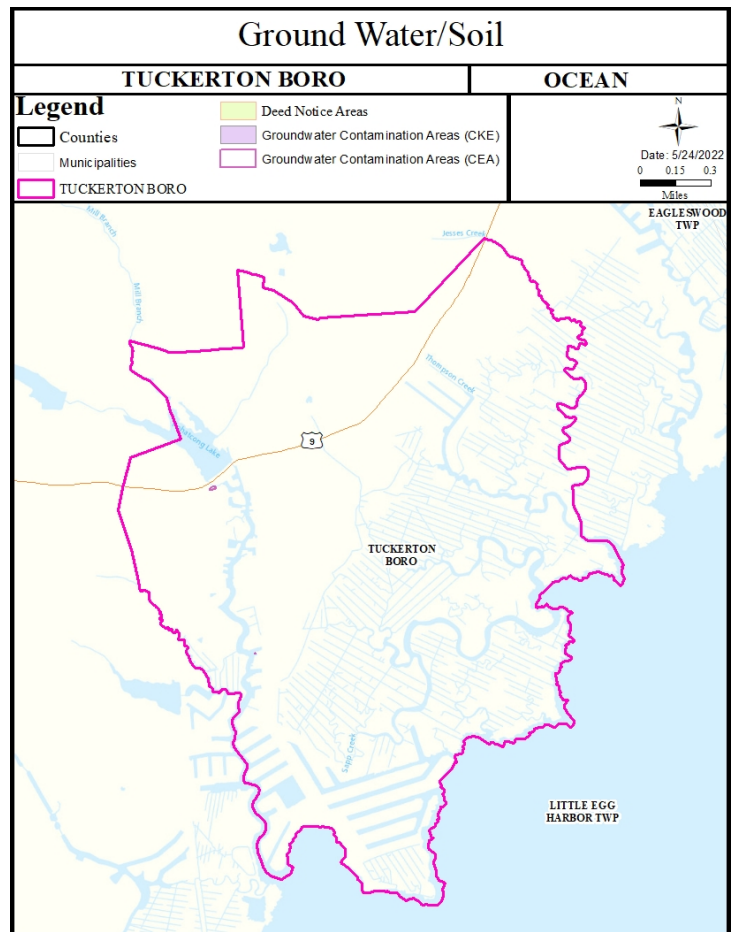 Ground Water/Soil
TUCKERTON BORO
OCEAN
Legend
Counties
Municipalities
TUCKERTON BORO
Deed Notice Areas
Groundwater Contamination Areas (CKE)
Groundwater Contamination Areas (CEA)
N
Date: 5/24/2022
0 0.15 0.3
Miles
EAGLESWOOD
TWP
Mill Branch
Jesses Creek
Mill Branch
Thompson Creek
Lake
9
TUCKERTON
BORO
Sapp Creek
LITTLE EGG
HARBOR TWP